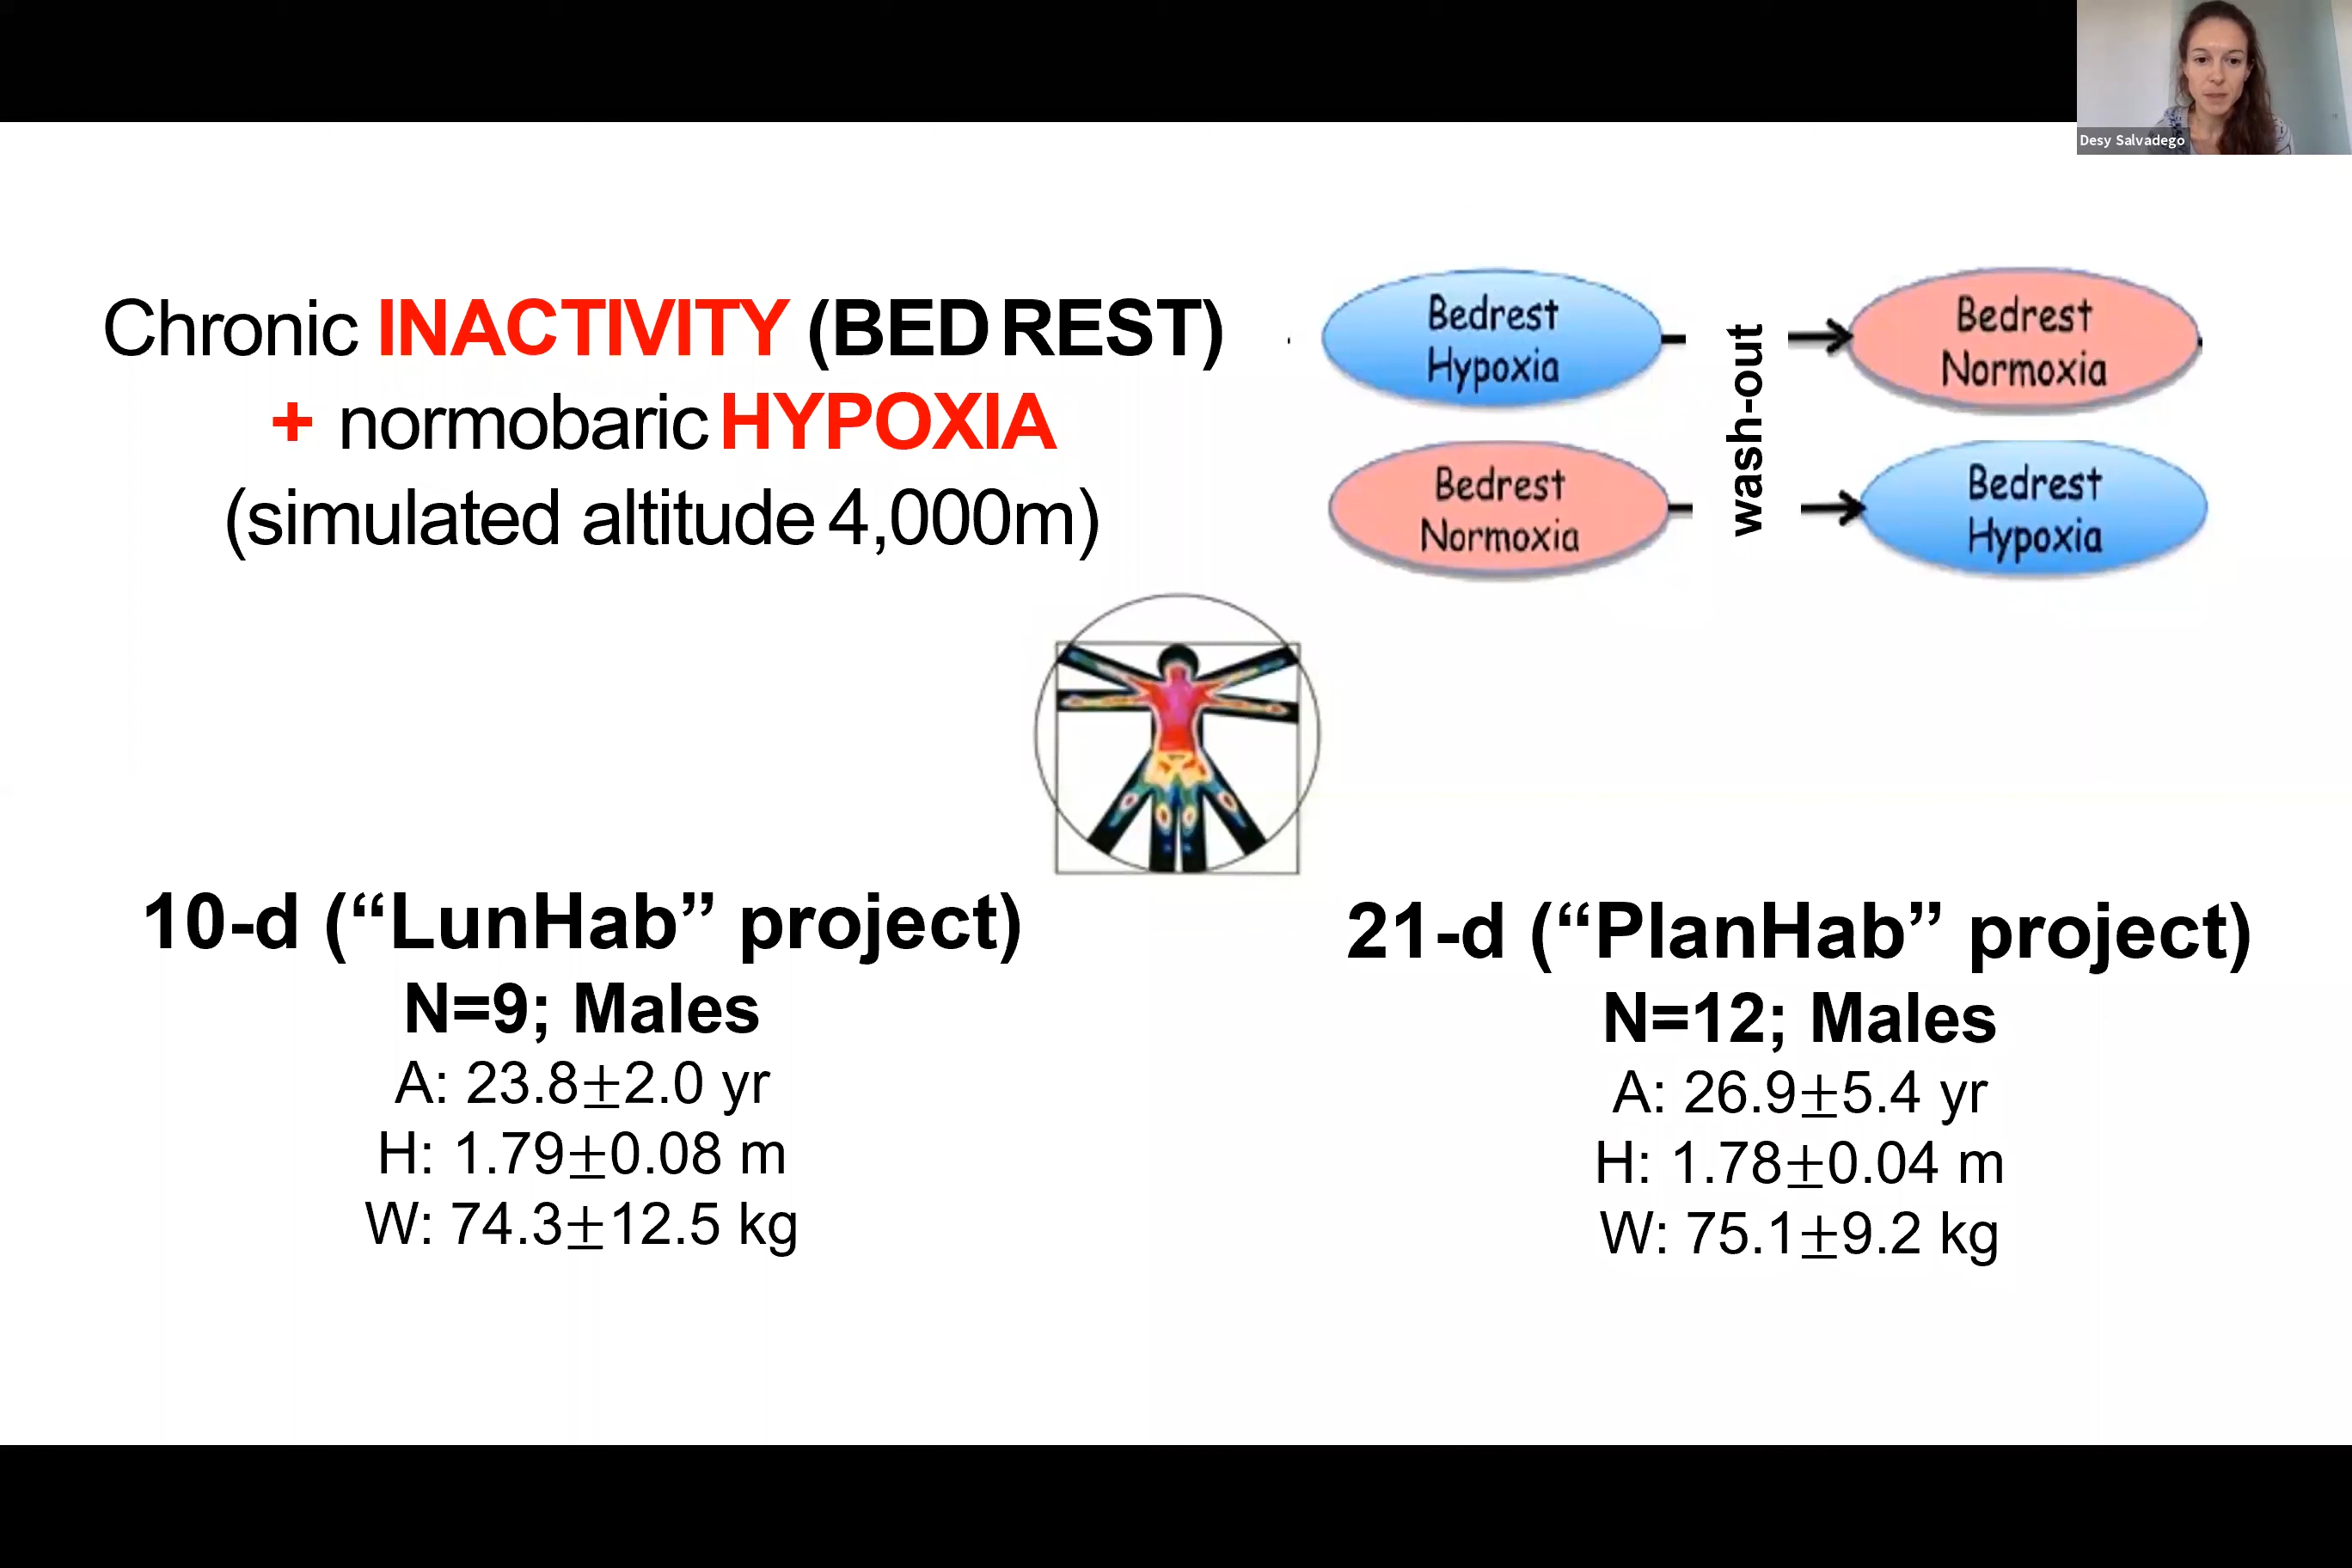 Desy Salvadego
Chronic INACTIVITY (BED REST)
+ normobaric HYPOXIA
(simulated altitude 4,000m)
Bedrest
Hypoxia
wash-out
Bedrest
Normoxia
Bedrest
Normoxia
Bedrest
Hypoxia
10-d (“LunHab” project)
N=9; Males
A: 23.8±2.0 yr
H: 1.79±0.08 m
W: 74.3±12.5 kg
21-d (“PlanHab” project)
N=12; Males
A: 26.9±5.4 yr
H: 1.78±0.04 m
W: 75.1±9.2 kg